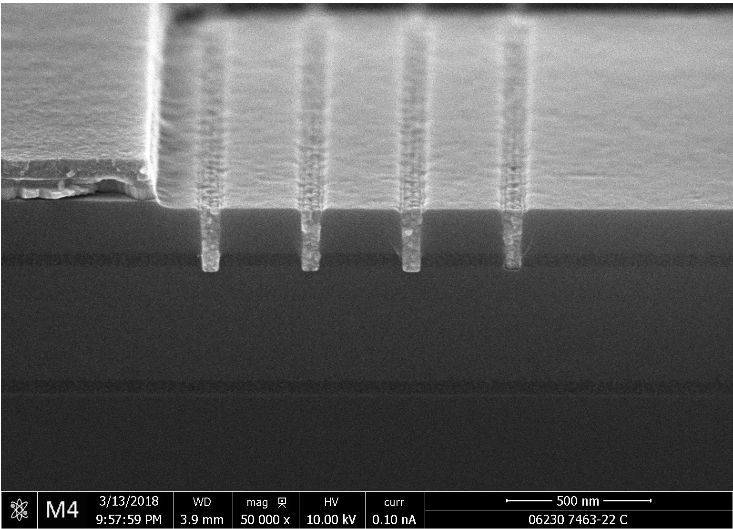 M4
3/13/2018
9:57:59 PM
WD
3.9 mm
mag
50 000 x
HV
10.00 kV
curr
0.10 nA
500 nm
06230 7463-22 C